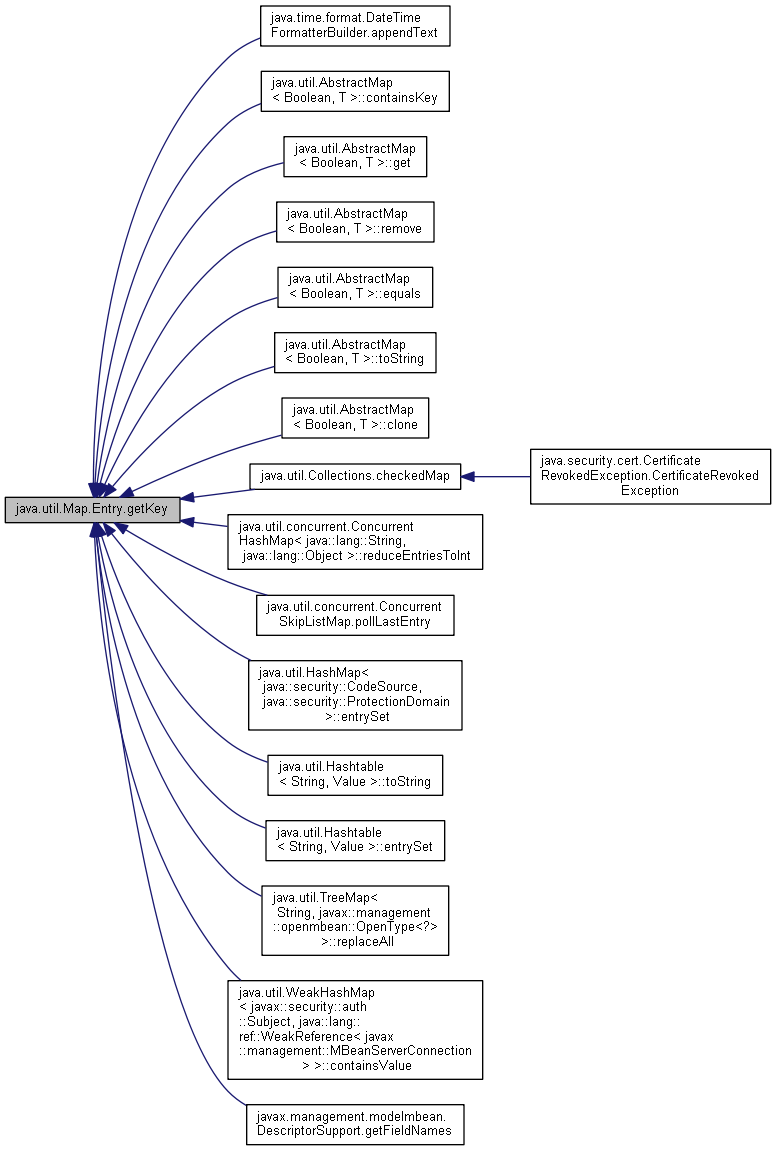 java.time.format.DateTime
FormatterBuilder.appendText
java.util.AbstractMap
< Boolean, T >::containsKey
java.util.AbstractMap
< Boolean, T >::get
java.util.AbstractMap
< Boolean, T >::remove
java.util.AbstractMap
< Boolean, T >::equals
java.util.AbstractMap
< Boolean, T >::toString
java.util.AbstractMap
< Boolean, T >::clone
java.util.Collections.checkedMap
java.security.cert.Certificate
RevokedException.CertificateRevoked
Exception
java.util.Map.Entry.getKey
java.util.concurrent.Concurrent
HashMap< java::lang::String,
java::lang::Object >::reduceEntriesToInt
java.util.concurrent.Concurrent
SkipListMap.pollLastEntry
java.util.HashMap<
java::security::CodeSource,
java::security::ProtectionDomain
>::entrySet
java.util.Hashtable
< String, Value >::toString
java.util.Hashtable
< String, Value >::entrySet
java.util.TreeMap<
String, javax::management
::openmbean::OpenType<?>
>::replaceAll
java.util.WeakHashMap
< javax::security::auth
::Subject, java::lang::
ref::WeakReference< javax
::management::MBeanServerConnection
> >::containsValue
javax.management.modelmbean.
DescriptorSupport.getFieldNames